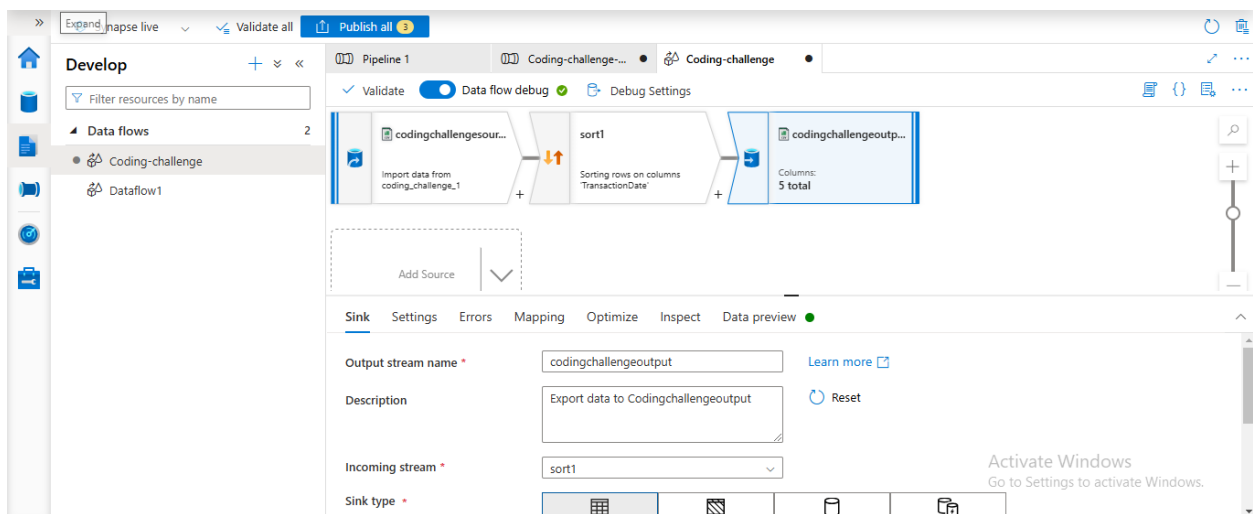 Expand
ynapse live
Validate all
Publish all 3
Develop
Filter resources by name
Data flows 2
Coding-challenge
Dataflow1
Pipeline 1
Coding-challenge-...
Coding-challenge
Validate
Data flow debug
Debug Settings
codingchallengesour...
Import data from
coding_challenge_1
sort1
Sorting rows on columns
'TransactionDate'
codingchallengeoutp...
Columns:
5 total
Add Source
Sink Settings Errors Mapping Optimize Inspect Data preview
Output stream name *
codingchallengeoutput
Learn more
Description
Export data to Codingchallengeoutput
Reset
Incoming stream *
sort1
Sink type *
Activate Windows
Go to Settings to activate Windows.